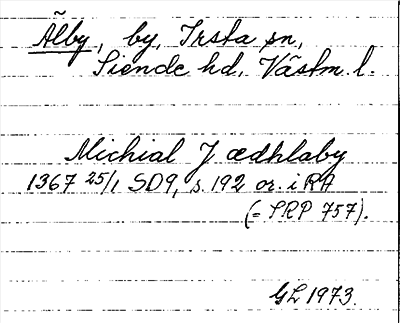 Älby, by, Irsta sn,
Siende hd, Västm. l.
Michial J ædhlaby
1367 25/1 SD9, s. 192 or. i RA
(= SRP 757).
GL 1973.